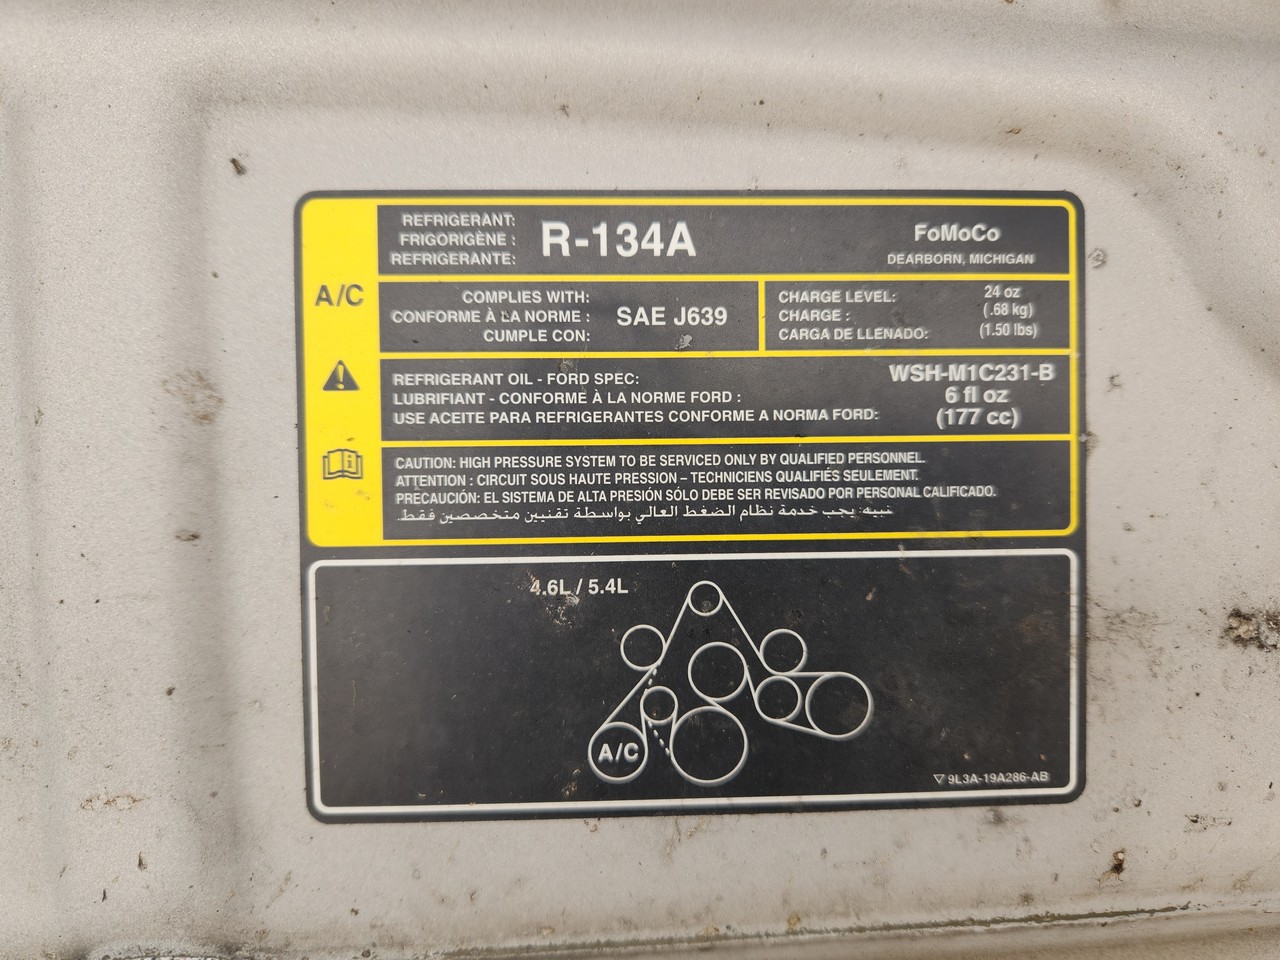 A/C
REFRIGERANT:
FRIGORIGÈNE :
REFRIGERANTE:
R-134A
FoMoCo
DEARBORN, MICHIGAN
COMPLIES WITH:
CONFORME À LA NORME :
CUMPLE CON:
SAE J639
CHARGE LEVEL:
CHARGE :
CARGA DE LLENADO:
24 oz
(.68 kg)
(1.50 lbs)
REFRIGERANT OIL - FORD SPEC:
LUBRIFIANT - CONFORME À LA NORME FORD :
USE ACEITE PARA REFRIGERANTES CONFORME A NORMA FORD:
WSH-M1C231-B
6 fl oz
(177 cc)
CAUTION: HIGH PRESSURE SYSTEM TO BE SERVICED ONLY BY QUALIFIED PERSONNEL.
ATTENTION : CIRCUIT SOUS HAUTE PRESSION – TECHNICIENS QUALIFIÉS SEULEMENT.
PRECAUCIÓN: EL SISTEMA DE ALTA PRESIÓN SÓLO DEBE SER REVISADO POR PERSONAL CALIFICADO.
تنبيه: يجب خدمة نظام الضغط العالي بواسطة تقنيين متخصصين فقط.
4.6L / 5.4L
A/C
9L3A-19A286-AB